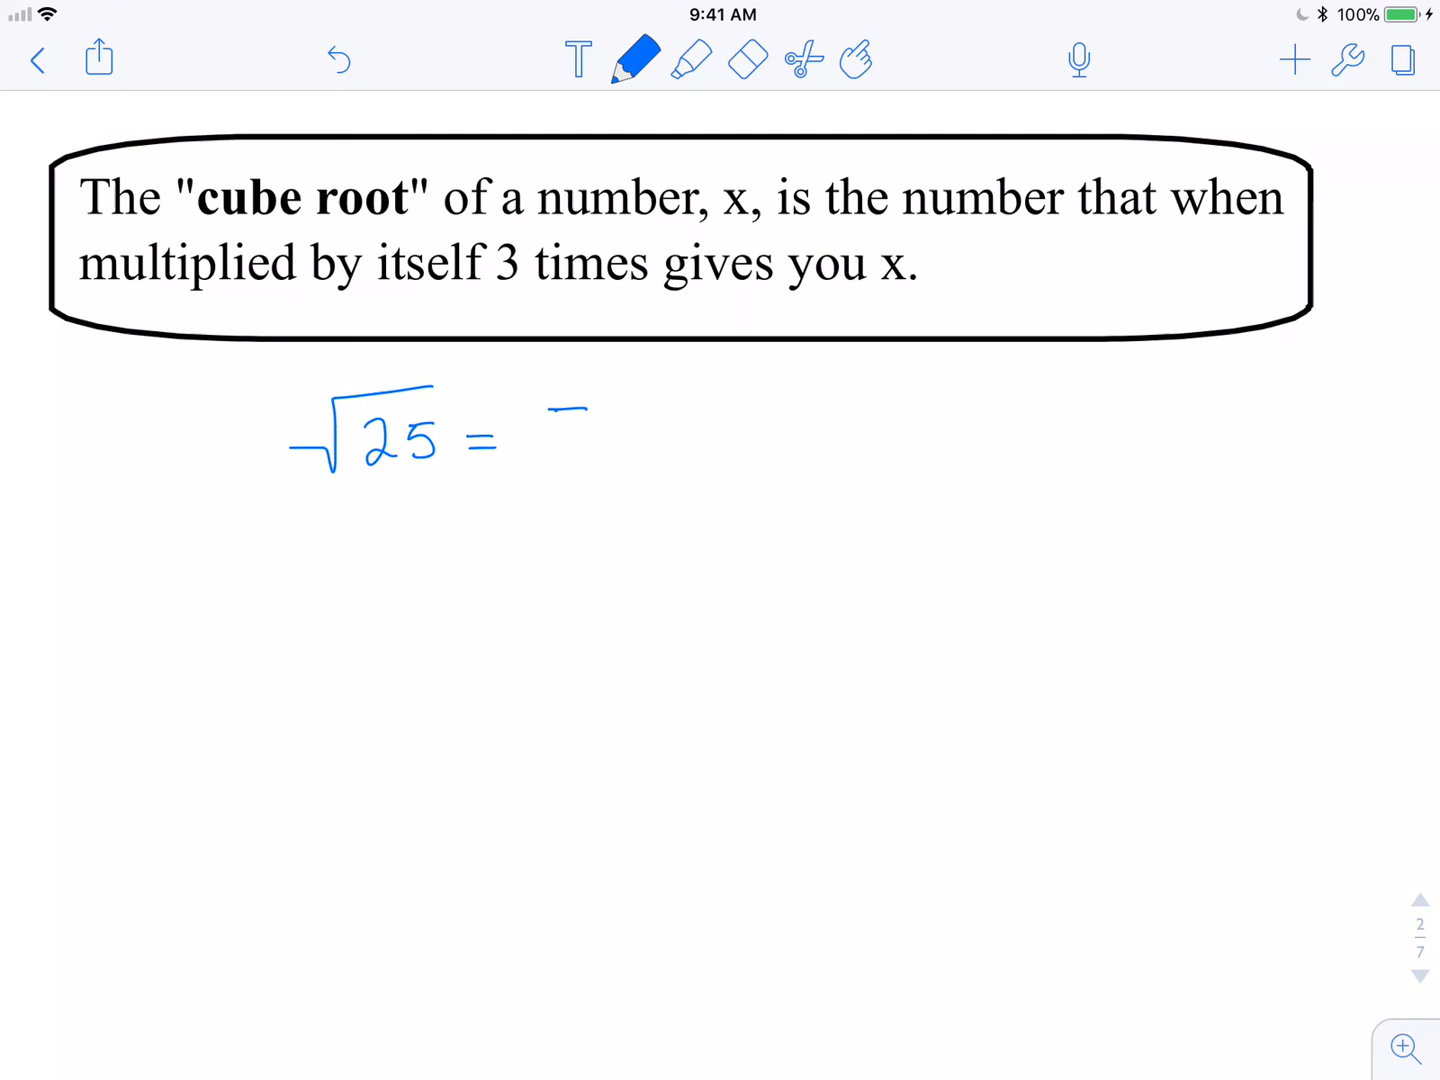 9:41 AM
100%
T
The "cube root" of a number, x, is the number that when
multiplied by itself 3 times gives you x.
√25 =
2
7